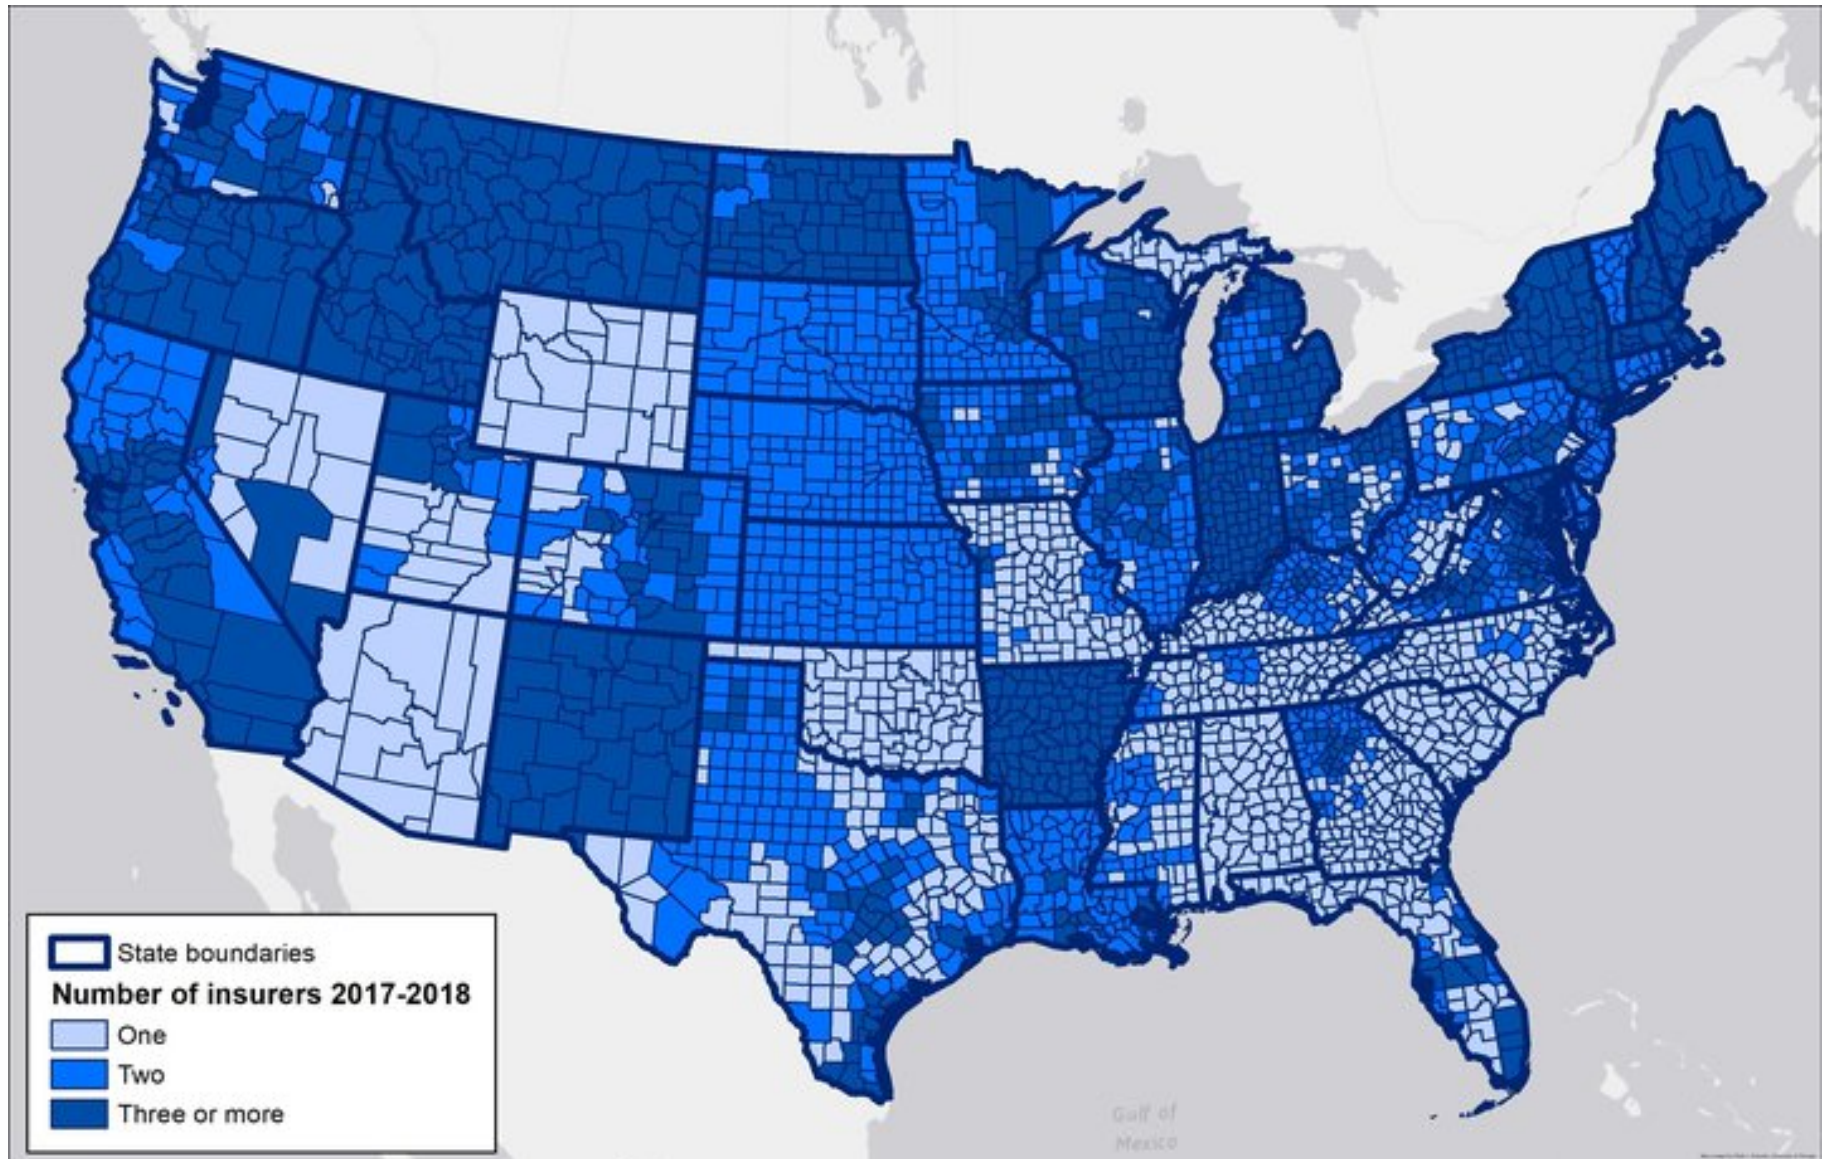 Gulf of
Mexico
State boundaries
Number of insurers 2017-2018
One
Two
Three or more